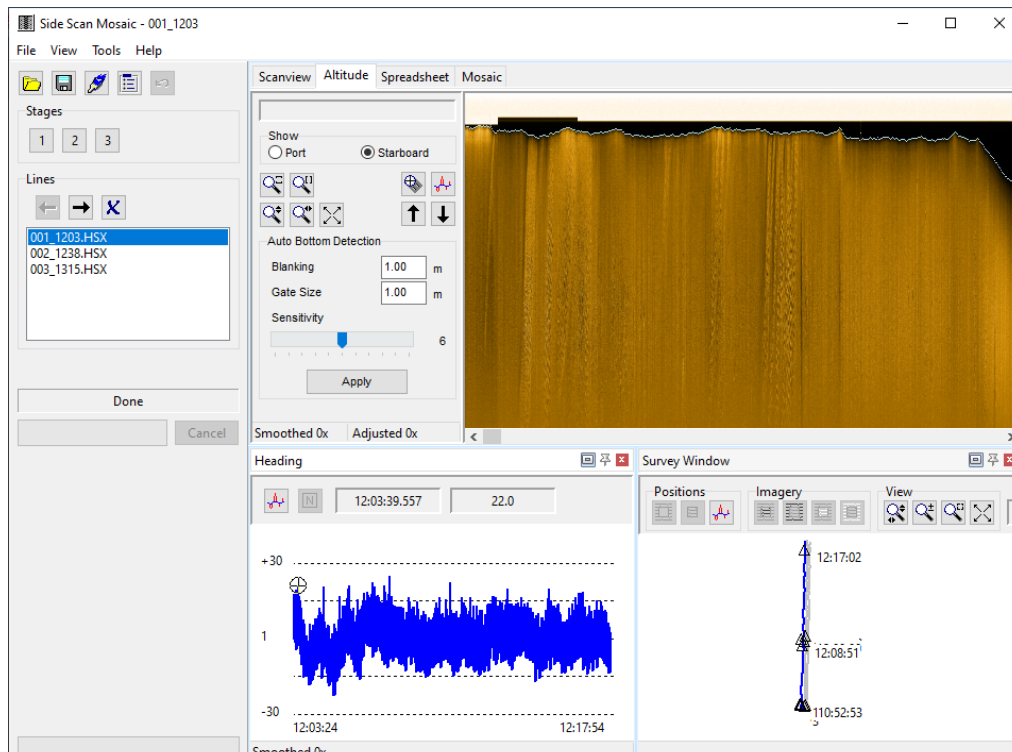 Side Scan Mosaic - 001_1203
File View Tools Help
Stages
1 2 3
Lines
001_1203.HSX
002_1238.HSX
003_1315.HSX
Done
Cancel
Scanview Altitude Spreadsheet Mosaic
Show
Port Starboard
Auto Bottom Detection
Blanking 1.00 m
Gate Size 1.00 m
Sensitivity
6
Apply
Smoothed 0x Adjusted 0x
Heading
N 12:03:39.557 22.0
+30
1
-30
12:03:24 12:17:54
Smoothed 0x
Survey Window
Positions Imagery View
12:17:02
12:08:51
110:52:53